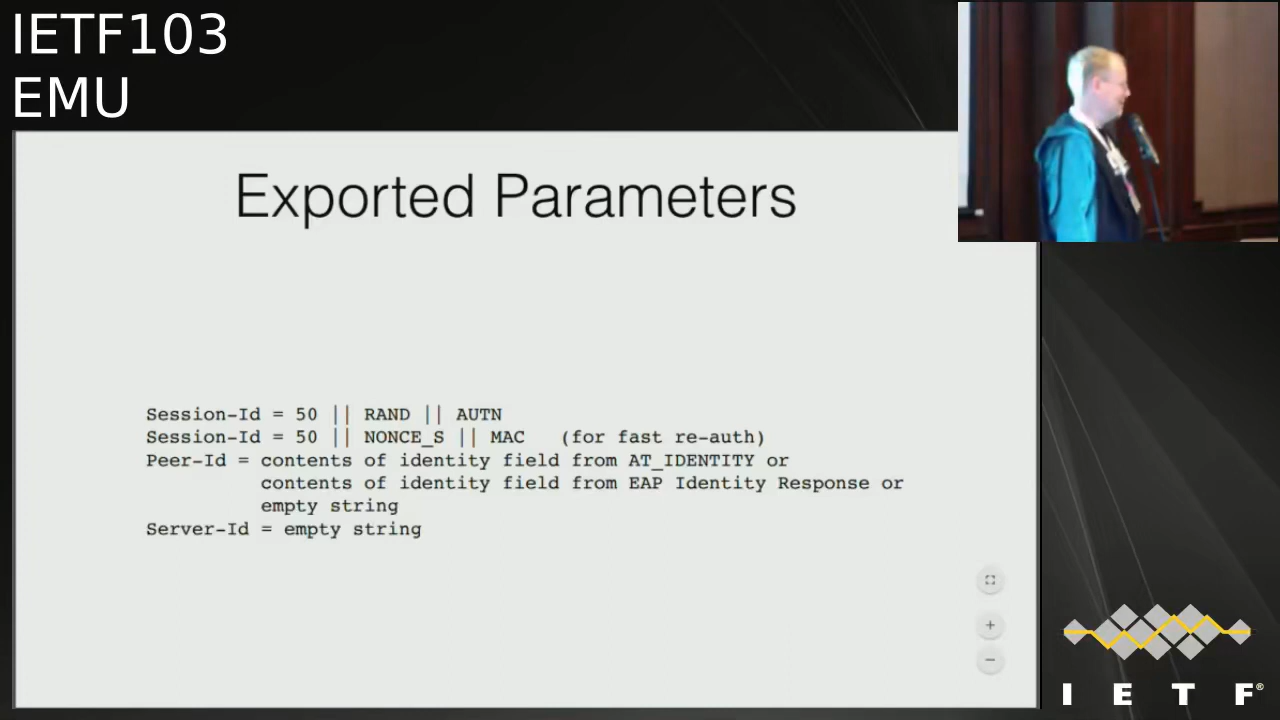 IETF103
EMU
Exported Parameters
Session-Id = 50 || RAND || AUTN
Session-Id = 50 || NONCE_S || MAC (for fast re-auth)
Peer-Id = contents of identity field from AT_IDENTITY or
contents of identity field from EAP Identity Response or
empty string
Server-Id = empty string
+
−
I E T F®